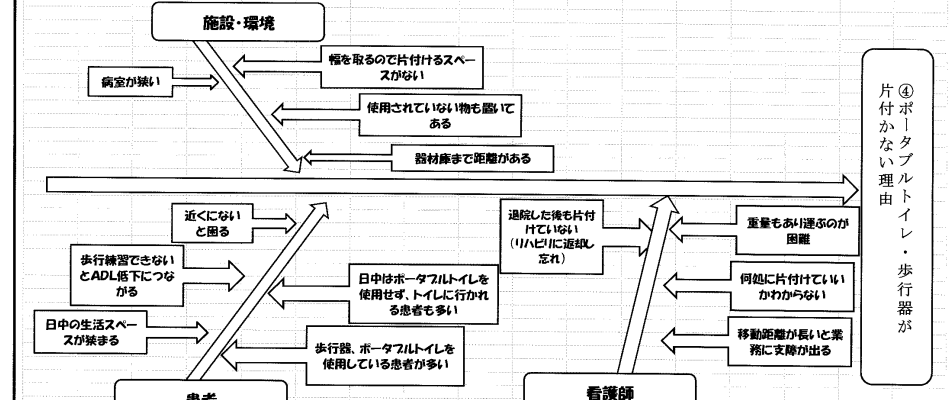 施設・環境
病室が狭い
幅を取るので片付けるスペー
スがない
使用されていない物も置いて
ある
器材庫まで距離がある
④ポータブルトイレ・歩行器が
片付かない理由
近くにない
と困る
歩行練習できない
とADL低下につな
がる
日中の生活スペー
スが狭まる
日中はポータブルトイレを
使用せず、トイレに行かれ
る患者も多い
歩行器、ポータブルトイレを
使用している患者が多い
患者
退院した後も片付
けていない
(リハビリに返却し
忘れ)
重量もあり運ぶのが
困難
何処に片付けていい
かわからない
移動距離が長いと業
務に支障が出る
看護師